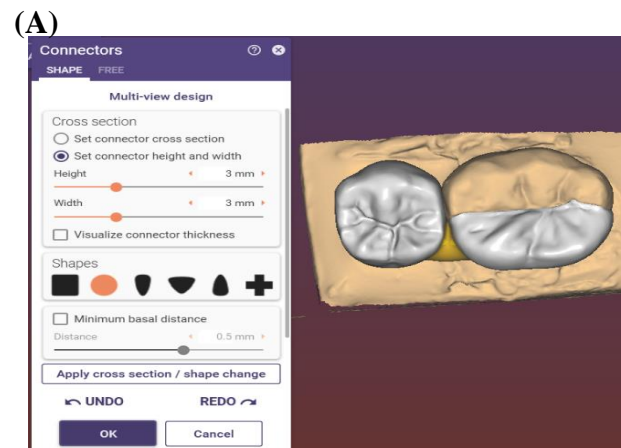 (A)
Connectors
SHAPE FREE
Multi-view design
Cross section
Set connector cross section
Set connector height and width
Height 3 mm
Width 3 mm
Visualize connector thickness
Shapes
Minimum basal distance
Distance 0.5 mm
Apply cross section / shape change
UNDO REDO
OK Cancel